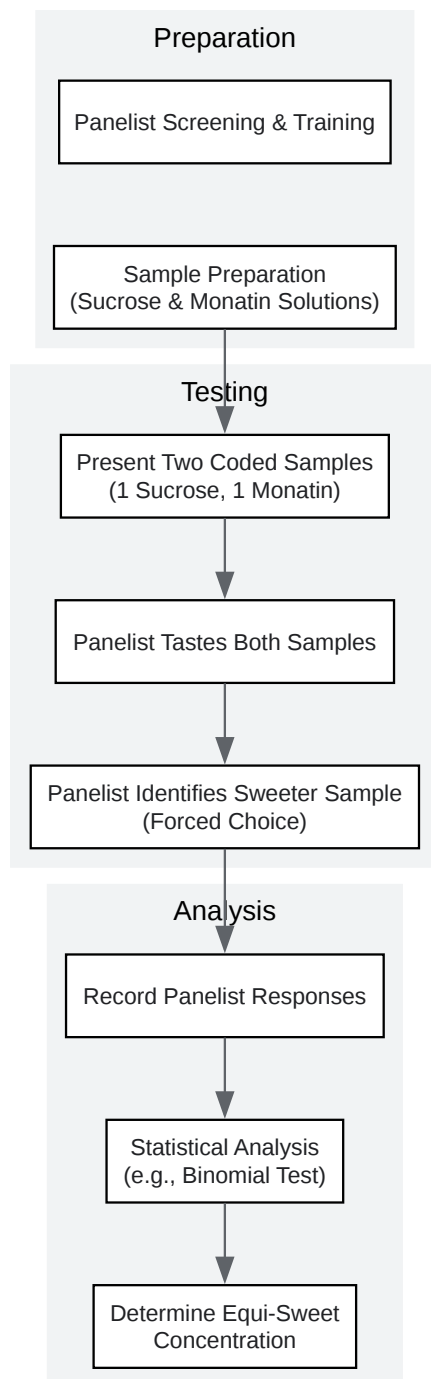 Preparation
Panelist Screening & Training
Sample Preparation
(Sucrose & Monatin Solutions)
Testing
Present Two Coded Samples
(1 Sucrose, 1 Monatin)
Panelist Tastes Both Samples
Panelist Identifies Sweeter Sample
(Forced Choice)
Analysis
Record Panelist Responses
Statistical Analysis
(e.g., Binomial Test)
Determine Equi-Sweet
Concentration